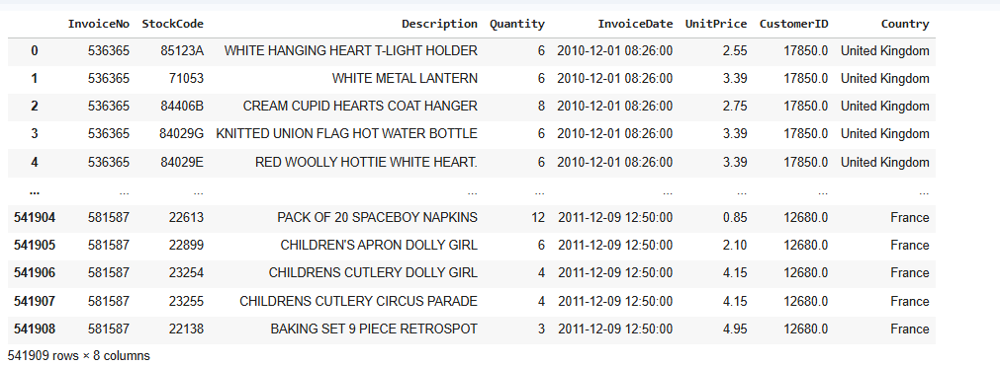 InvoiceNo StockCode Description Quantity InvoiceDate UnitPrice CustomerID Country
0 536365 85123A WHITE HANGING HEART T-LIGHT HOLDER 6 2010-12-01 08:26:00 2.55 17850.0 United Kingdom
1 536365 71053 WHITE METAL LANTERN 6 2010-12-01 08:26:00 3.39 17850.0 United Kingdom
2 536365 84406B CREAM CUPID HEARTS COAT HANGER 8 2010-12-01 08:26:00 2.75 17850.0 United Kingdom
3 536365 84029G KNITTED UNION FLAG HOT WATER BOTTLE 6 2010-12-01 08:26:00 3.39 17850.0 United Kingdom
4 536365 84029E RED WOOLLY HOTTIE WHITE HEART. 6 2010-12-01 08:26:00 3.39 17850.0 United Kingdom
... ... ... ... ... ... ... ... ...
541904 581587 22613 PACK OF 20 SPACEBOY NAPKINS 12 2011-12-09 12:50:00 0.85 12680.0 France
541905 581587 22899 CHILDREN'S APRON DOLLY GIRL 6 2011-12-09 12:50:00 2.10 12680.0 France
541906 581587 23254 CHILDRENS CUTLERY DOLLY GIRL 4 2011-12-09 12:50:00 4.15 12680.0 France
541907 581587 23255 CHILDRENS CUTLERY CIRCUS PARADE 4 2011-12-09 12:50:00 4.15 12680.0 France
541908 581587 22138 BAKING SET 9 PIECE RETROSPOT 3 2011-12-09 12:50:00 4.95 12680.0 France
541909 rows × 8 columns